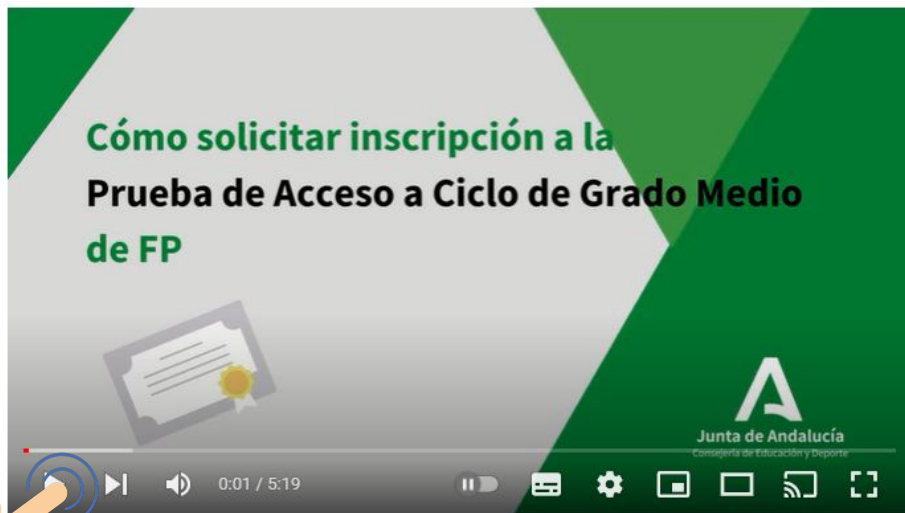 Cómo solicitar inscripción a la
Prueba de Acceso a Ciclo de Grado Medio
de FP
Junta de Andalucía
Consejería de Educación y Deporte
0:01 / 5:19